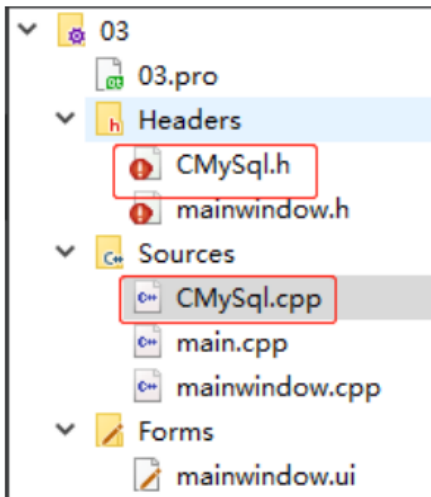 03
03.pro
Headers
CMySql.h
mainwindow.h
Sources
CMySql.cpp
main.cpp
mainwindow.cpp
Forms
mainwindow.ui